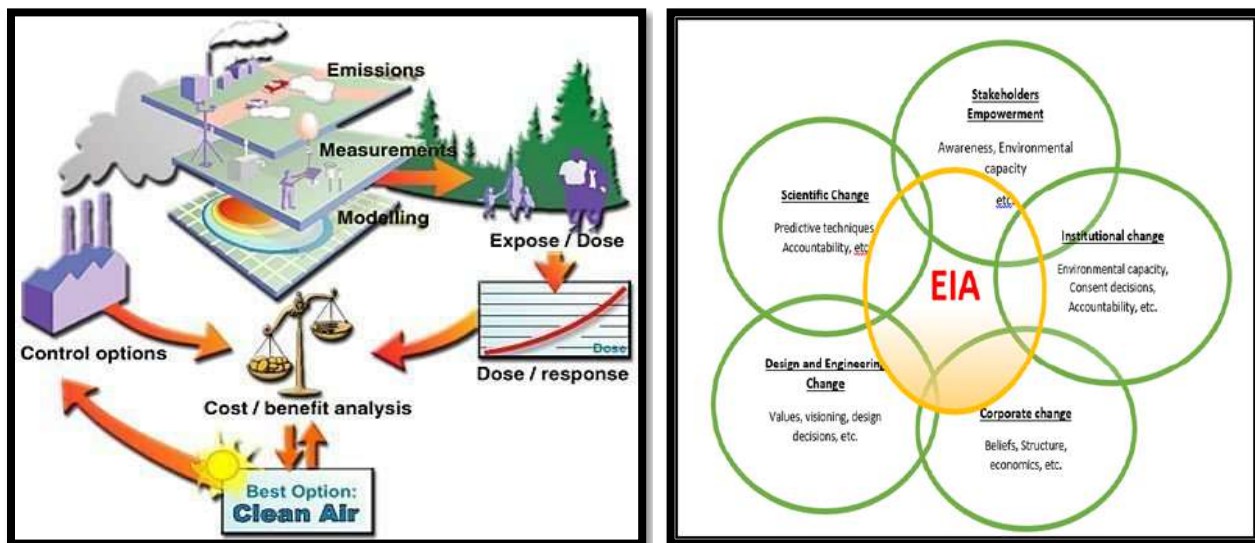 Emissions
Measurements
Modelling
Expose / Dose
Control options
Dose
Dose / response
Cost / benefit analysis
Best Option:
Clean Air
Stakeholders
Empowerment
Awareness, Environmental
capacity
etc.
Scientific Change
Predictive techniques
Accountability, etc
Institutional change
Environmental capacity,
Consent decisions,
Accountability, etc.
EIA
Design and Engineering
Change
Values, visioning, design
decisions, etc.
Corporate change
Beliefs, Structure,
economics, etc.